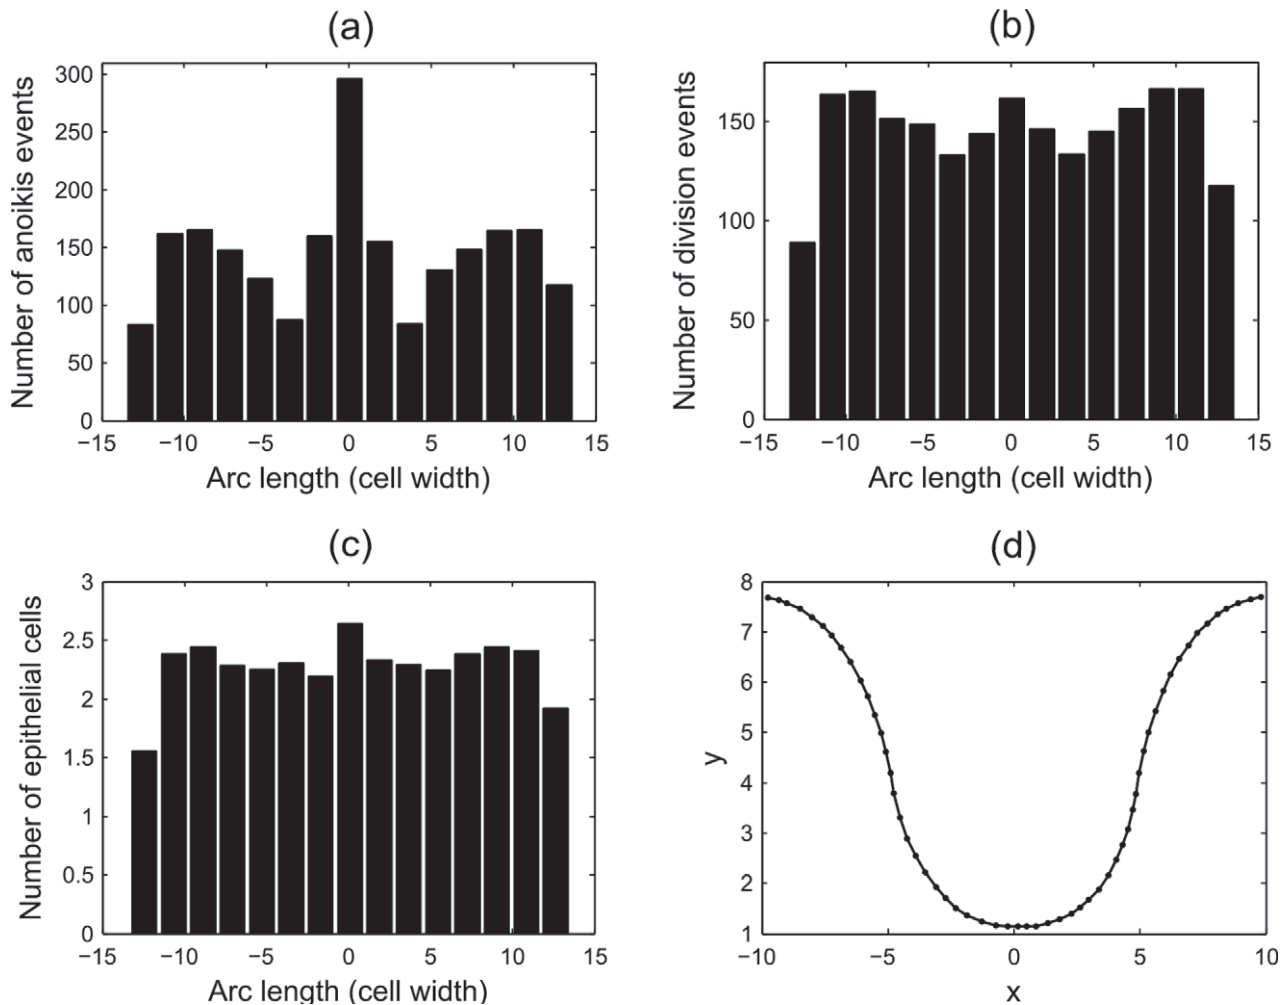 (a)
Number of anoikis events
300
250
200
150
100
50
0
−15 −10 −5 0 5 10 15
Arc length (cell width)
(b)
Number of division events
150
100
50
0
−15 −10 −5 0 5 10 15
Arc length (cell width)
(c)
Number of epithelial cells
3
2.5
2
1.5
1
0.5
0
−15 −10 −5 0 5 10 15
Arc length (cell width)
(d)
y
8
7
6
5
4
3
2
1
−10 −5 0 5 10
x